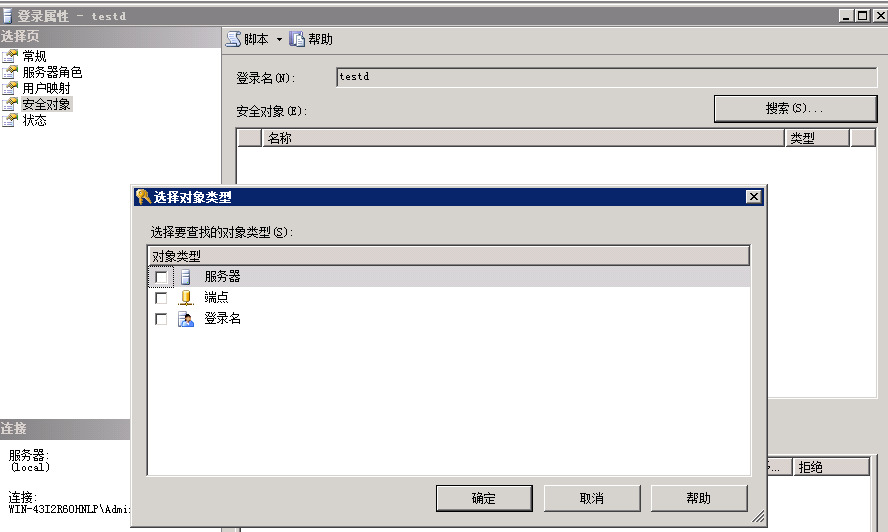 登录属性 - testd
选择页
常规
服务器角色
用户映射
安全对象
状态
脚本 帮助
登录名(N): testd
安全对象(E): 搜索(S)...
名称 类型
选择对象类型
选择要查找的对象类型(S):
对象类型
服务器
端点
登录名
确定 取消 帮助
连接
服务器:
(local)
连接:
WIN-43I2R6OHNLP\Admi
拒绝